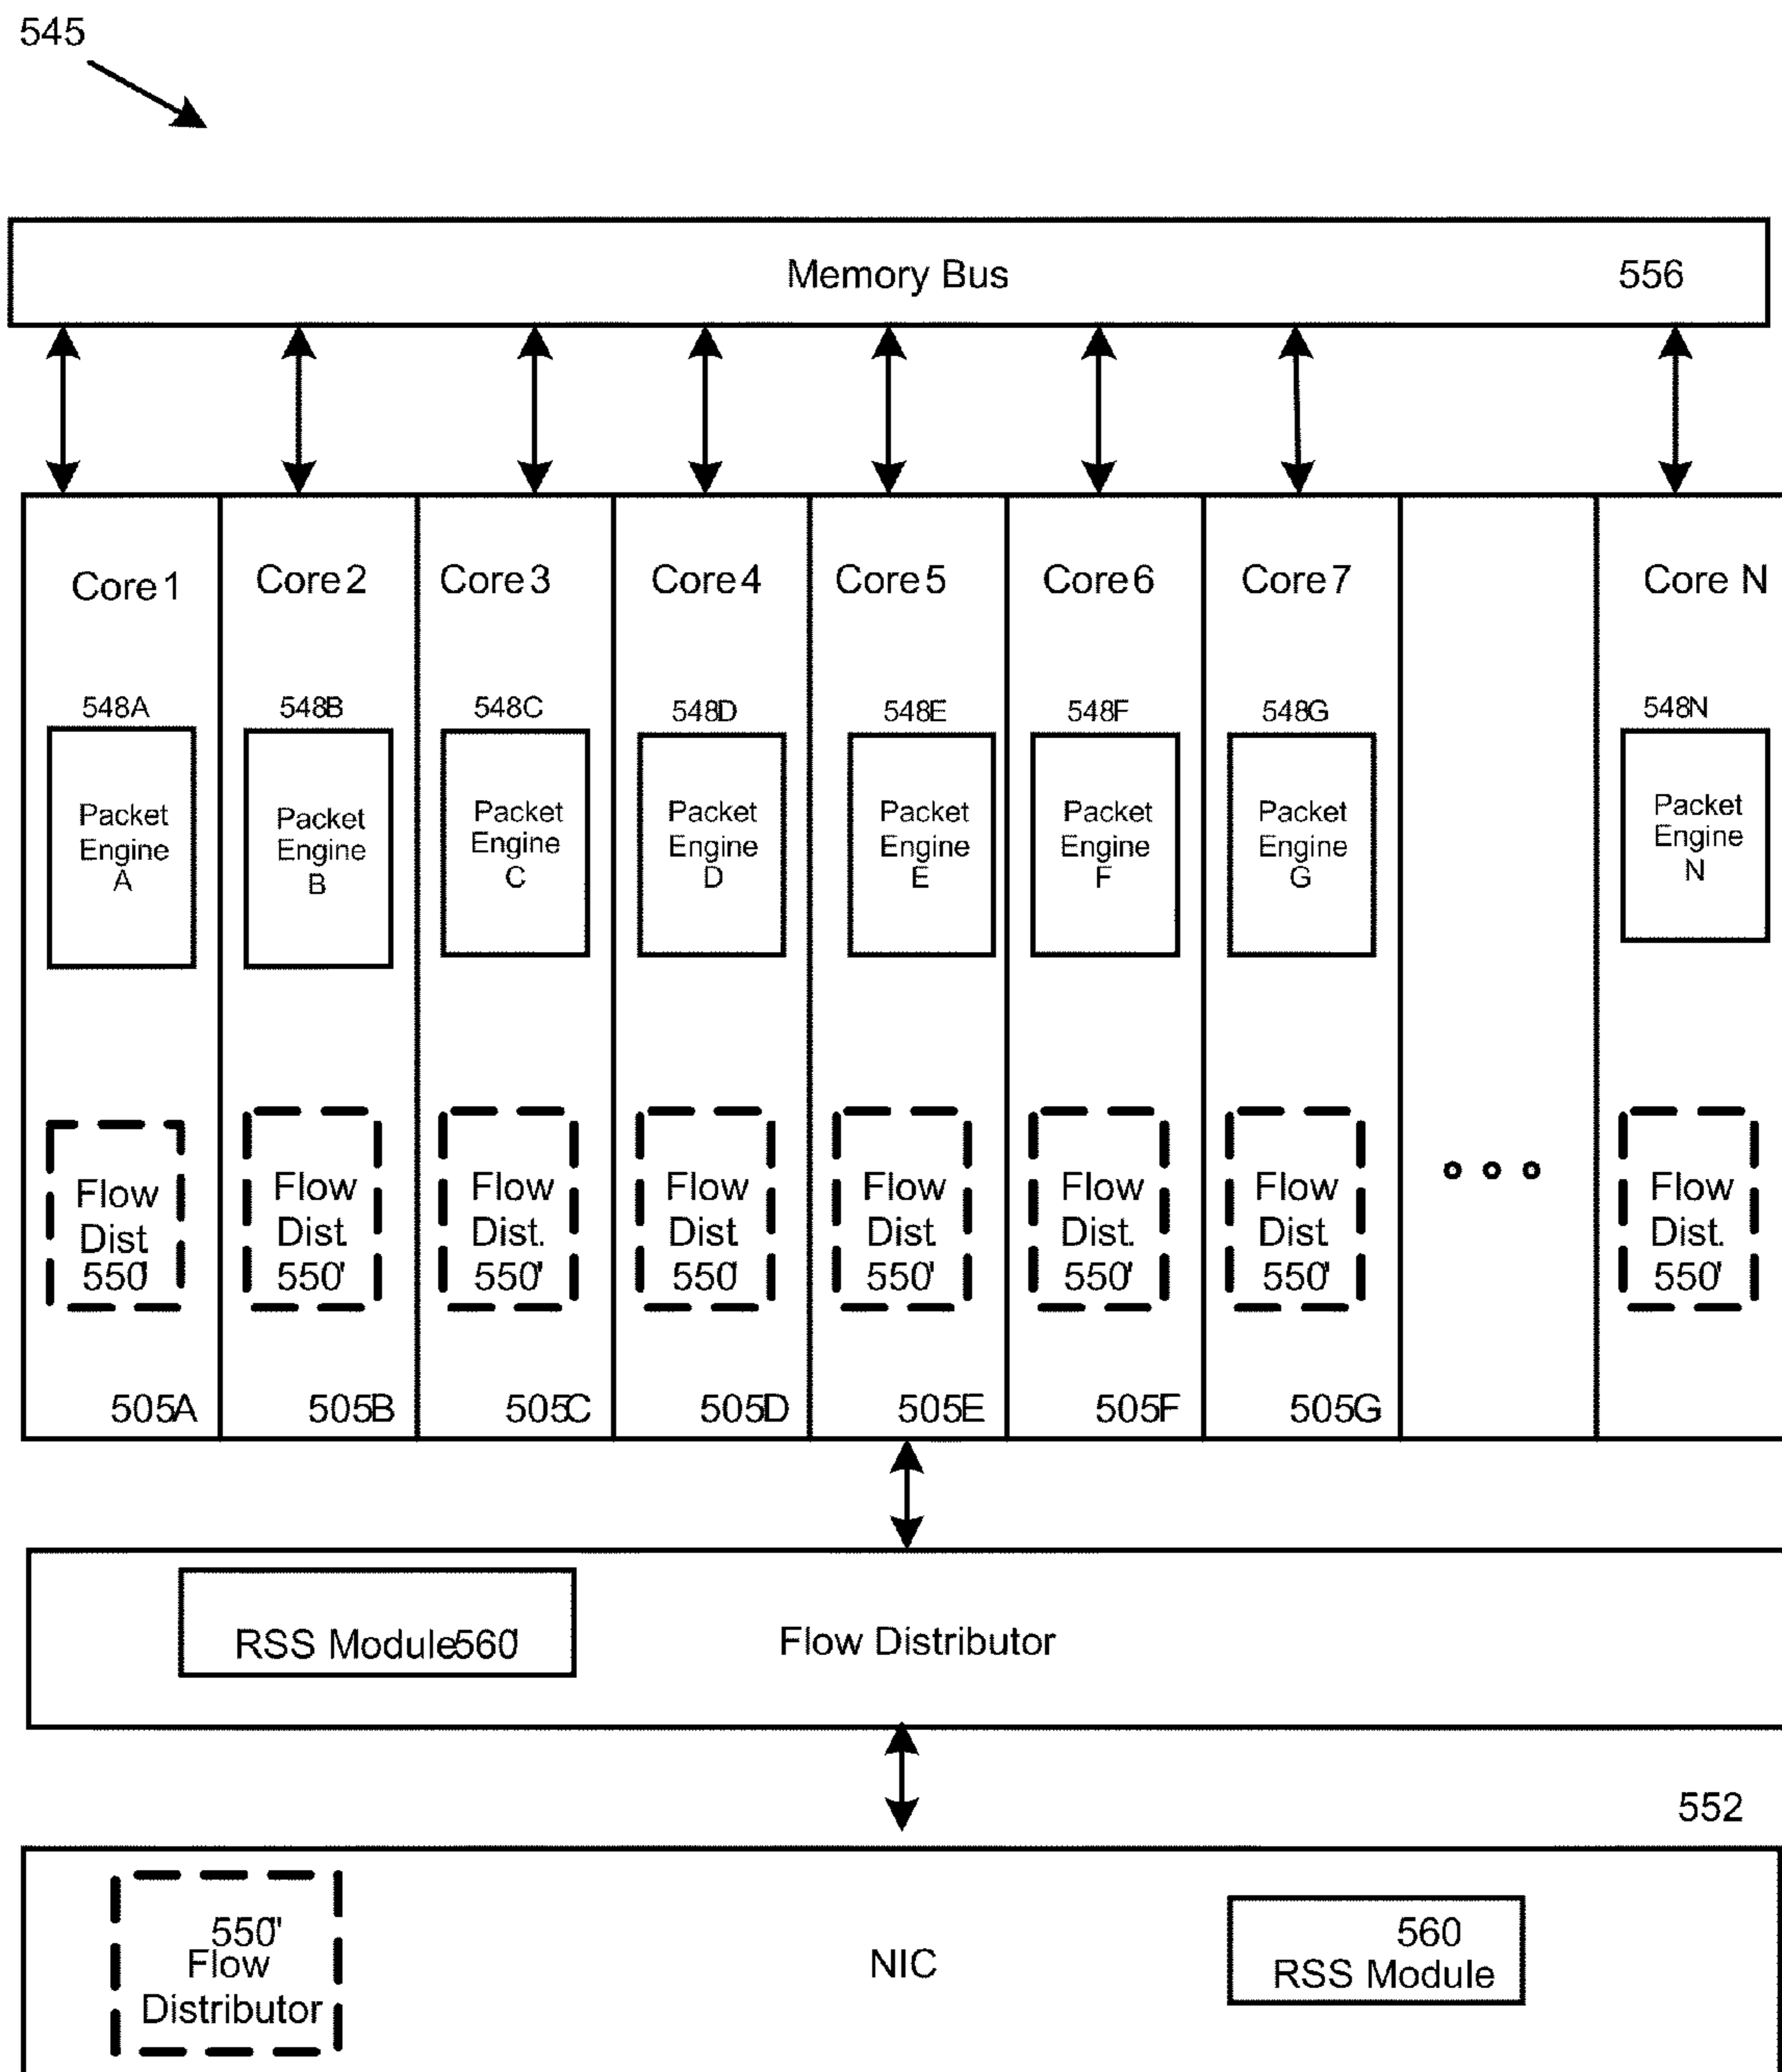 545
Memory Bus 556
Core 1 Core 2 Core 3 Core 4 Core 5 Core 6 Core 7 Core N
548A 548B 548C 548D 548E 548F 548G 548N
Packet Packet Packet Packet Packet Packet Packet Packet
Engine Engine Engine Engine Engine Engine Engine Engine
A B C D E F G N
Flow Flow Flow Flow Flow Flow Flow Flow
Dist Dist. Dist. Dist Dist Dist. Dist. Dist.
550' 550' 550' 550' 550' 550' 550' 550'
505A 505B 505C 505D 505E 505F 505G
RSS Module 560' Flow Distributor
552
550"
Flow
Distributor
NIC
560
RSS Module